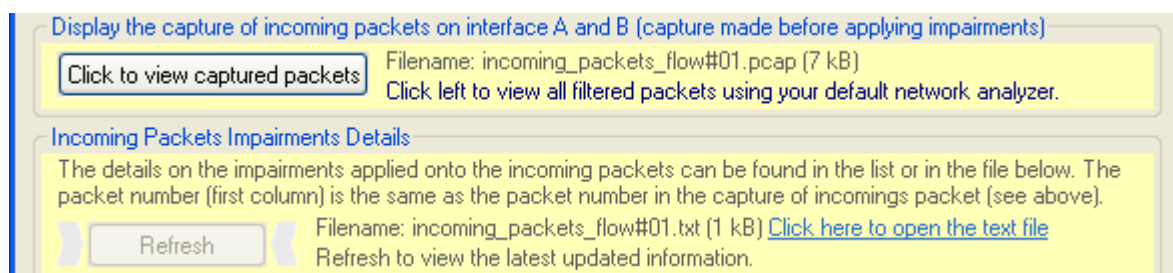 Display the capture of incoming packets on interface A and B (capture made before applying impairments)
Click to view captured packets
Filename: incoming_packets_flow#01.pcap (7 kB)
Click left to view all filtered packets using your default network analyzer.
Incoming Packets Impairments Details
The details on the impairments applied onto the incoming packets can be found in the list or in the file below. The
packet number (first column) is the same as the packet number in the capture of incomings packet (see above).
Refresh
Filename: incoming_packets_flow#01.txt (1 kB) Click here to open the text file
Refresh to view the latest updated information.